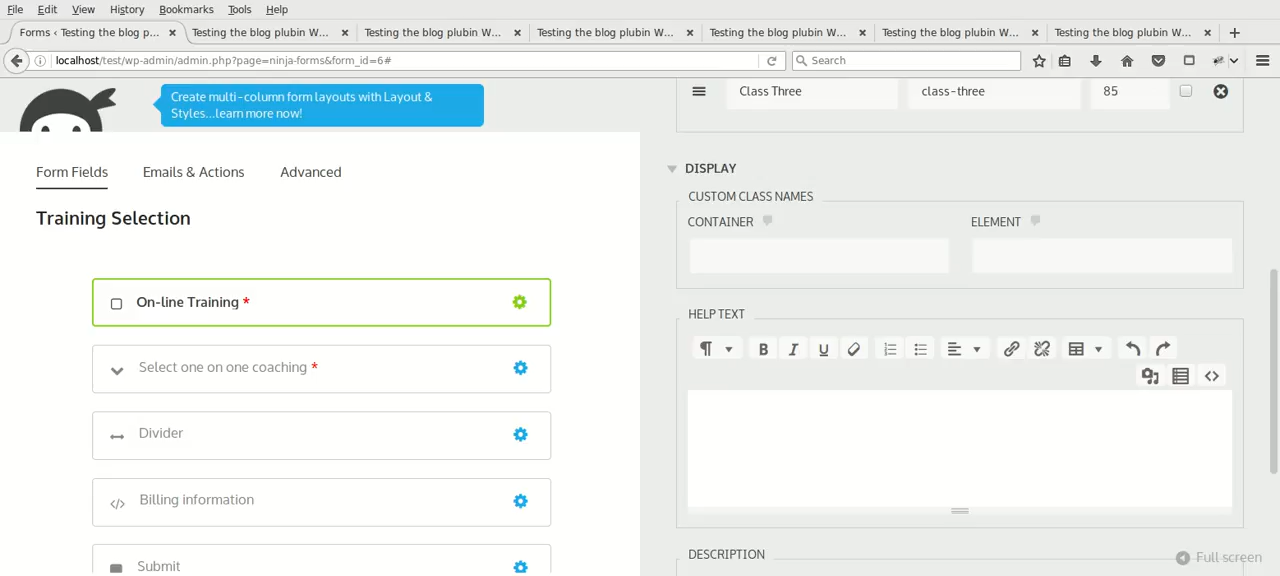 File Edit View History Bookmarks Tools Help
Forms ‹ Testing the blog p... Testing the blog plubin W... Testing the blog plubin W... Testing the blog plubin W... Testing the blog plubin W... Testing the blog plubin W... Testing the blog plubin W...
localhost/test/wp-admin/admin.php?page=ninja-forms&form_id=6# Search
Create multi-column form layouts with Layout &
Styles...learn more now!
Form Fields Emails & Actions Advanced
Training Selection
On-line Training *
Select one on one coaching *
Divider
Billing information
Submit
Class Three class-three 85
DISPLAY
CUSTOM CLASS NAMES
CONTAINER ELEMENT
HELP TEXT
DESCRIPTION
Full screen